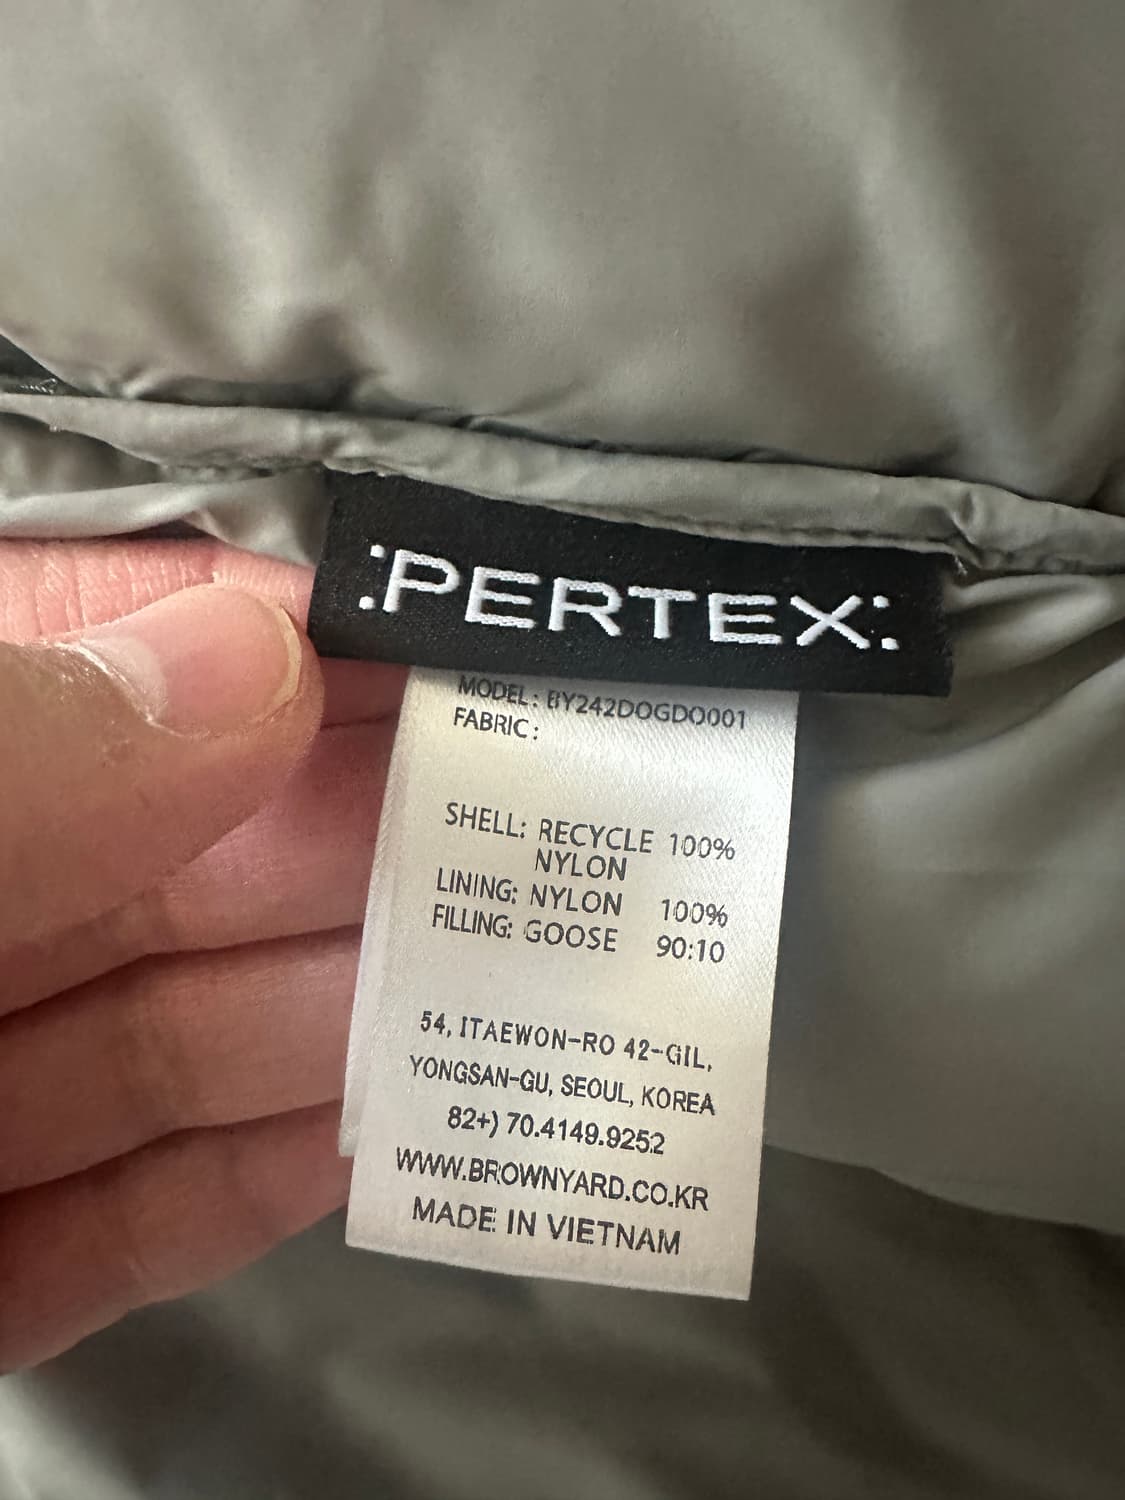 :PERTEX:
MODEL: BY242DOGDO001
FABRIC:
SHELL: RECYCLE 100%
NYLON
LINING: NYLON 100%
FILLING: GOOSE 90:10
54, ITAEWON-RO 42-GIL,
YONGSAN-GU, SEOUL, KOREA
82+) 70.4149.9252
WWW.BROWNYARD.CO.KR
MADE IN VIETNAM